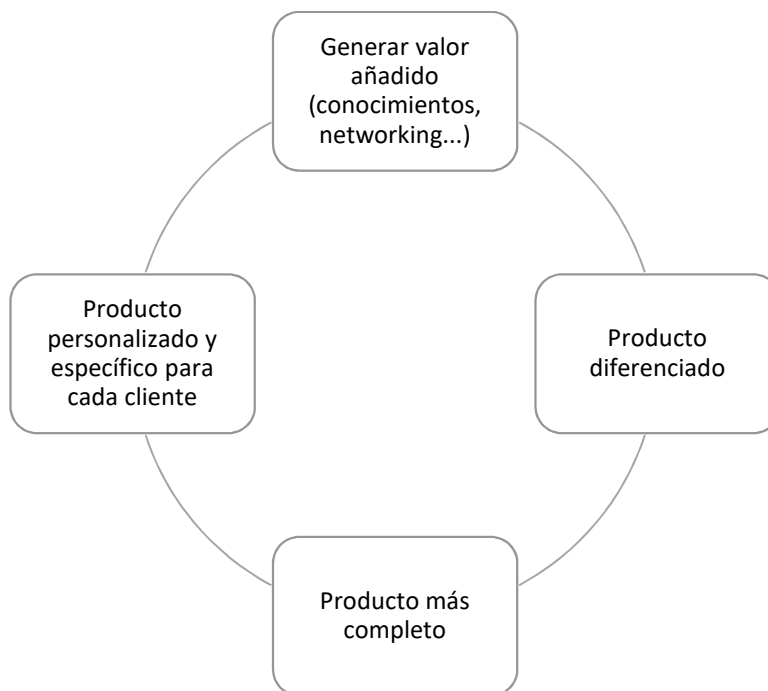 Generar valor
añadido
(conocimientos,
networking...)
Producto
diferenciado
Producto más
completo
Producto
personalizado y
específico para
cada cliente